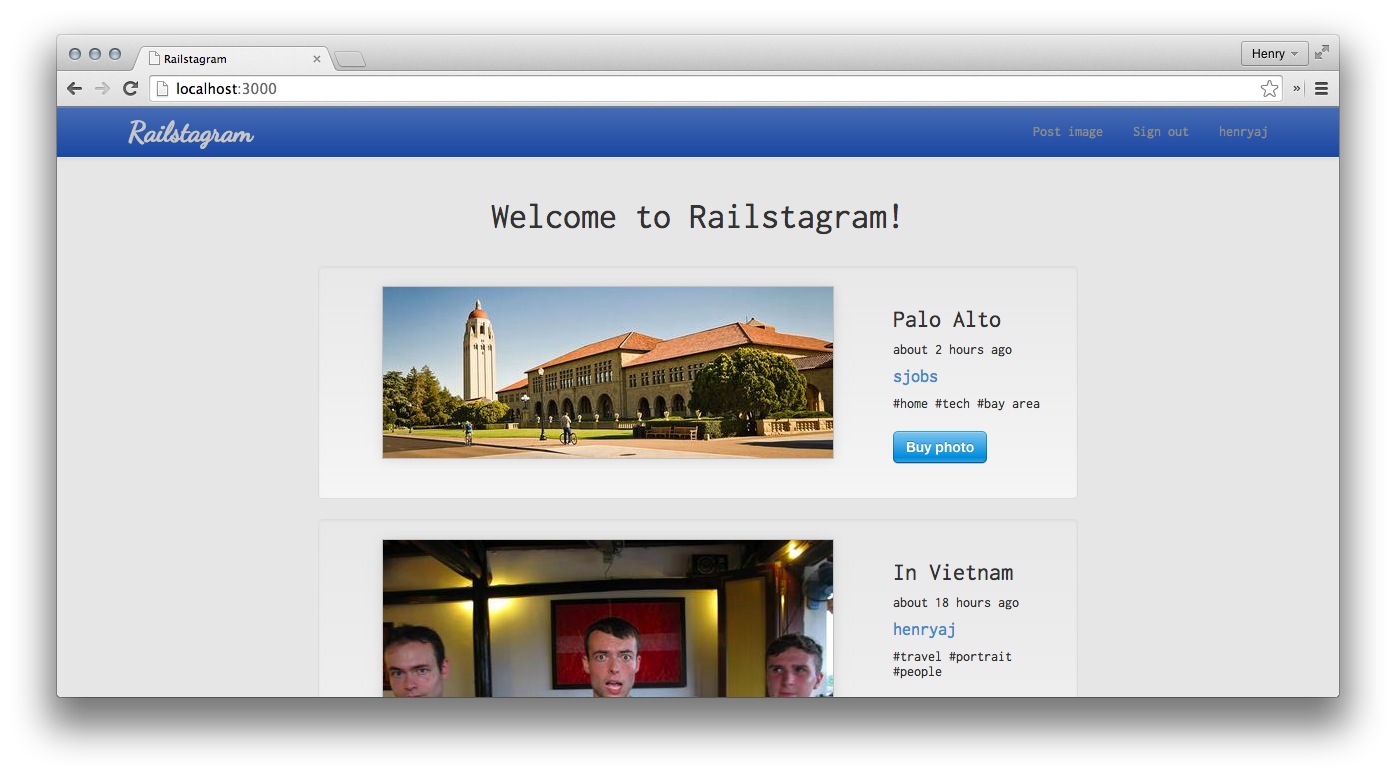 Railstagram
Henry
localhost:3000
»
Railstagram
Post image
Sign out
henryaj
Welcome to Railstagram!
Palo Alto
about 2 hours ago
sjobs
#home #tech #bay area
Buy photo
In Vietnam
about 18 hours ago
henryaj
#travel #portrait
#people